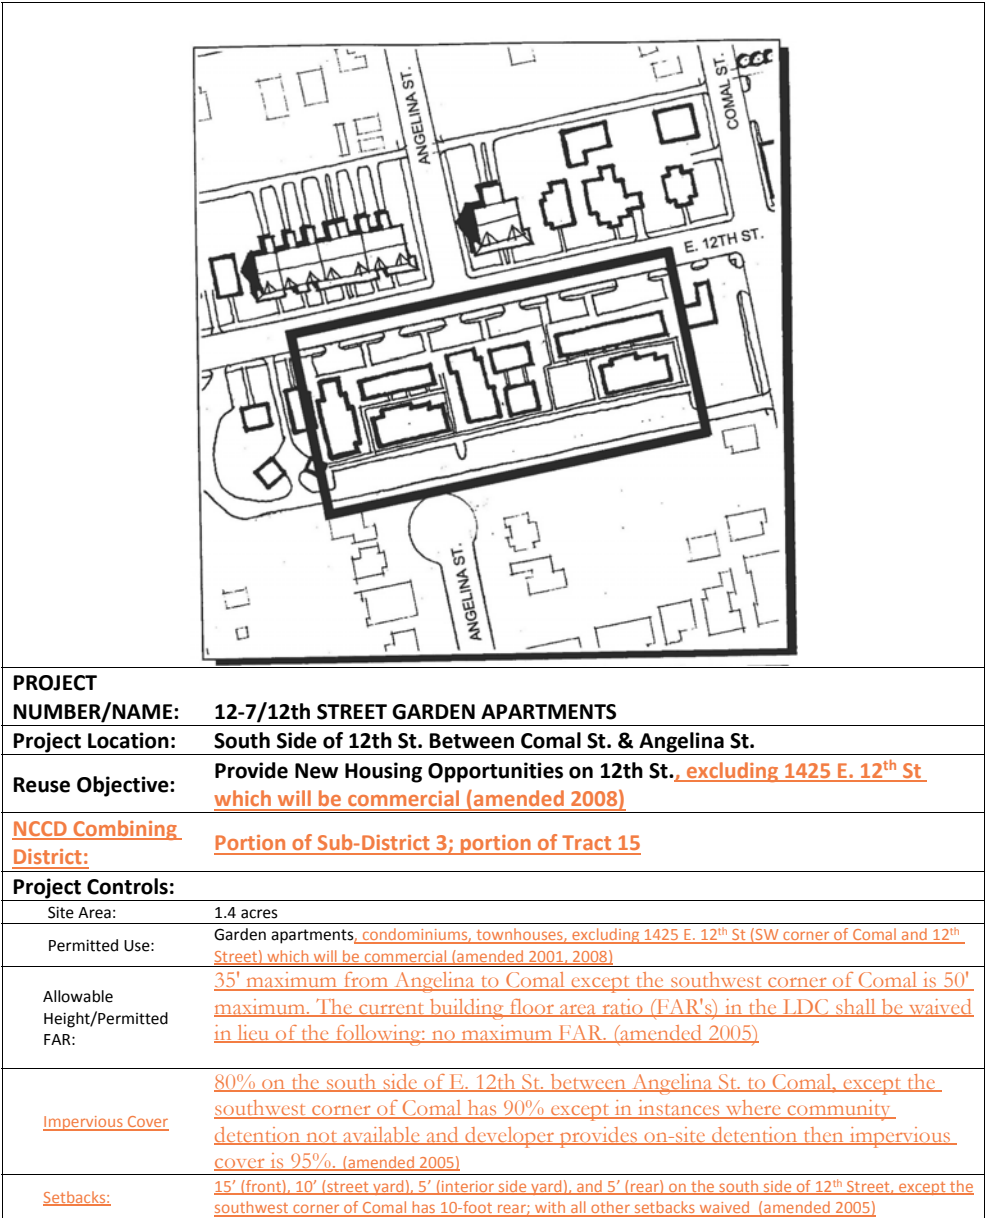 ANGELINA ST.
COMAL ST.
E. 12TH ST.
ANGELINA ST.
PROJECT
NUMBER/NAME: 12-7/12th STREET GARDEN APARTMENTS
Project Location: South Side of 12th St. Between Comal St. & Angelina St.
Reuse Objective: Provide New Housing Opportunities on 12th St., excluding 1425 E. 12th St
which will be commercial (amended 2008)
NCCD Combining
District: Portion of Sub-District 3; portion of Tract 15
Project Controls:
Site Area: 1.4 acres
Permitted Use: Garden apartments, condominiums, townhouses, excluding 1425 E. 12th St (SW corner of Comal and 12th
Street) which will be commercial (amended 2001, 2008)
Allowable
Height/Permitted
FAR:
35' maximum from Angelina to Comal except the southwest corner of Comal is 50'
maximum. The current building floor area ratio (FAR's) in the LDC shall be waived
in lieu of the following: no maximum FAR. (amended 2005)
Impervious Cover
80% on the south side of E. 12th St. between Angelina St. to Comal, except the
southwest corner of Comal has 90% except in instances where community
detention not available and developer provides on-site detention then impervious
cover is 95%. (amended 2005)
Setbacks: 15' (front), 10' (street yard), 5' (interior side yard), and 5' (rear) on the south side of 12th Street, except the
southwest corner of Comal has 10-foot rear; with all other setbacks waived (amended 2005)